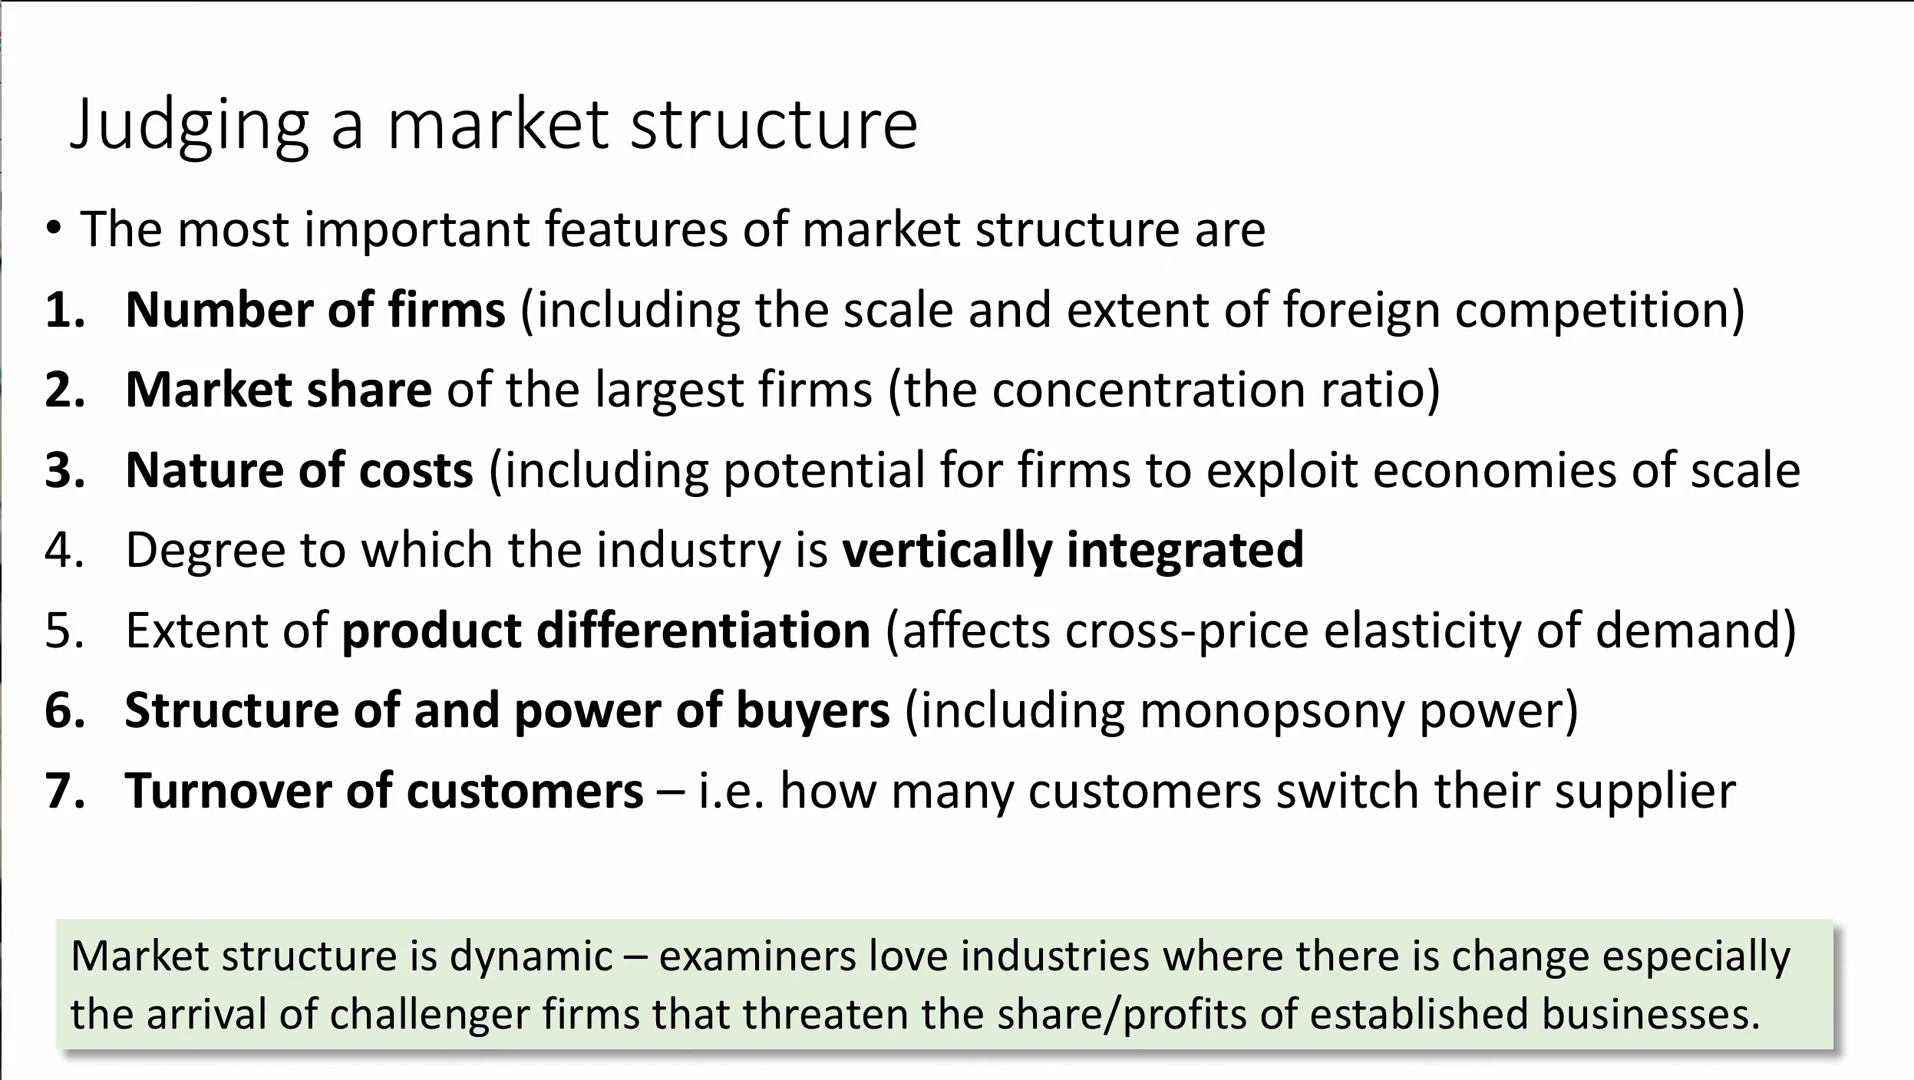 Judging a market structure
• The most important features of market structure are
1. Number of firms (including the scale and extent of foreign competition)
2. Market share of the largest firms (the concentration ratio)
3. Nature of costs (including potential for firms to exploit economies of scale
4. Degree to which the industry is vertically integrated
5. Extent of product differentiation (affects cross-price elasticity of demand)
6. Structure of and power of buyers (including monopsony power)
7. Turnover of customers – i.e. how many customers switch their supplier
Market structure is dynamic – examiners love industries where there is change especially
the arrival of challenger firms that threaten the share/profits of established businesses.